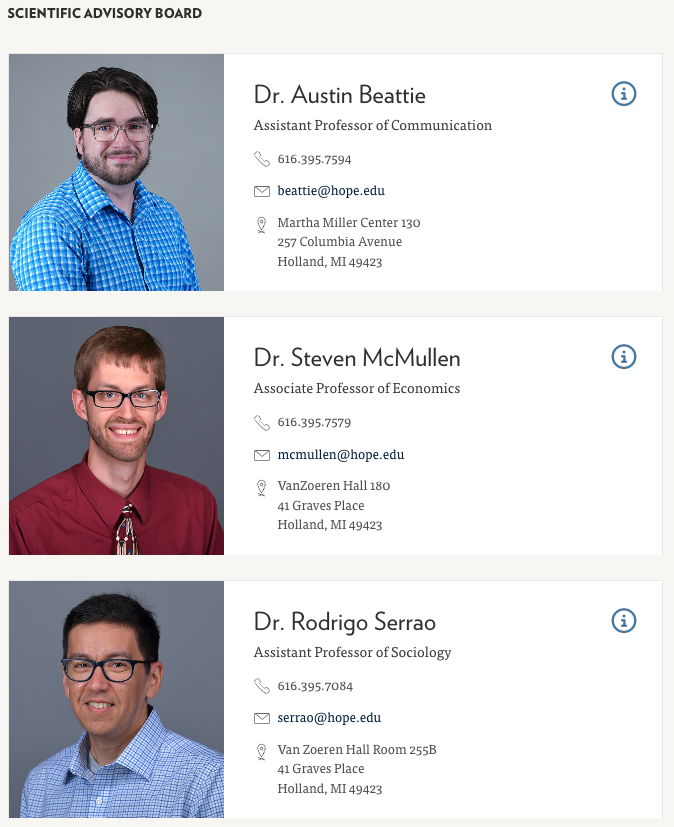 SCIENTIFIC ADVISORY BOARD
Dr. Austin Beattie
Assistant Professor of Communication
616.395.7594
beattie@hope.edu
Martha Miller Center 130
257 Columbia Avenue
Holland, MI 49423
Dr. Steven McMullen
Associate Professor of Economics
616.395.7579
mcmullen@hope.edu
VanZoeren Hall 180
41 Graves Place
Holland, MI 49423
Dr. Rodrigo Serrao
Assistant Professor of Sociology
616.395.7084
serrao@hope.edu
Van Zoeren Hall Room 255B
41 Graves Place
Holland, MI 49423